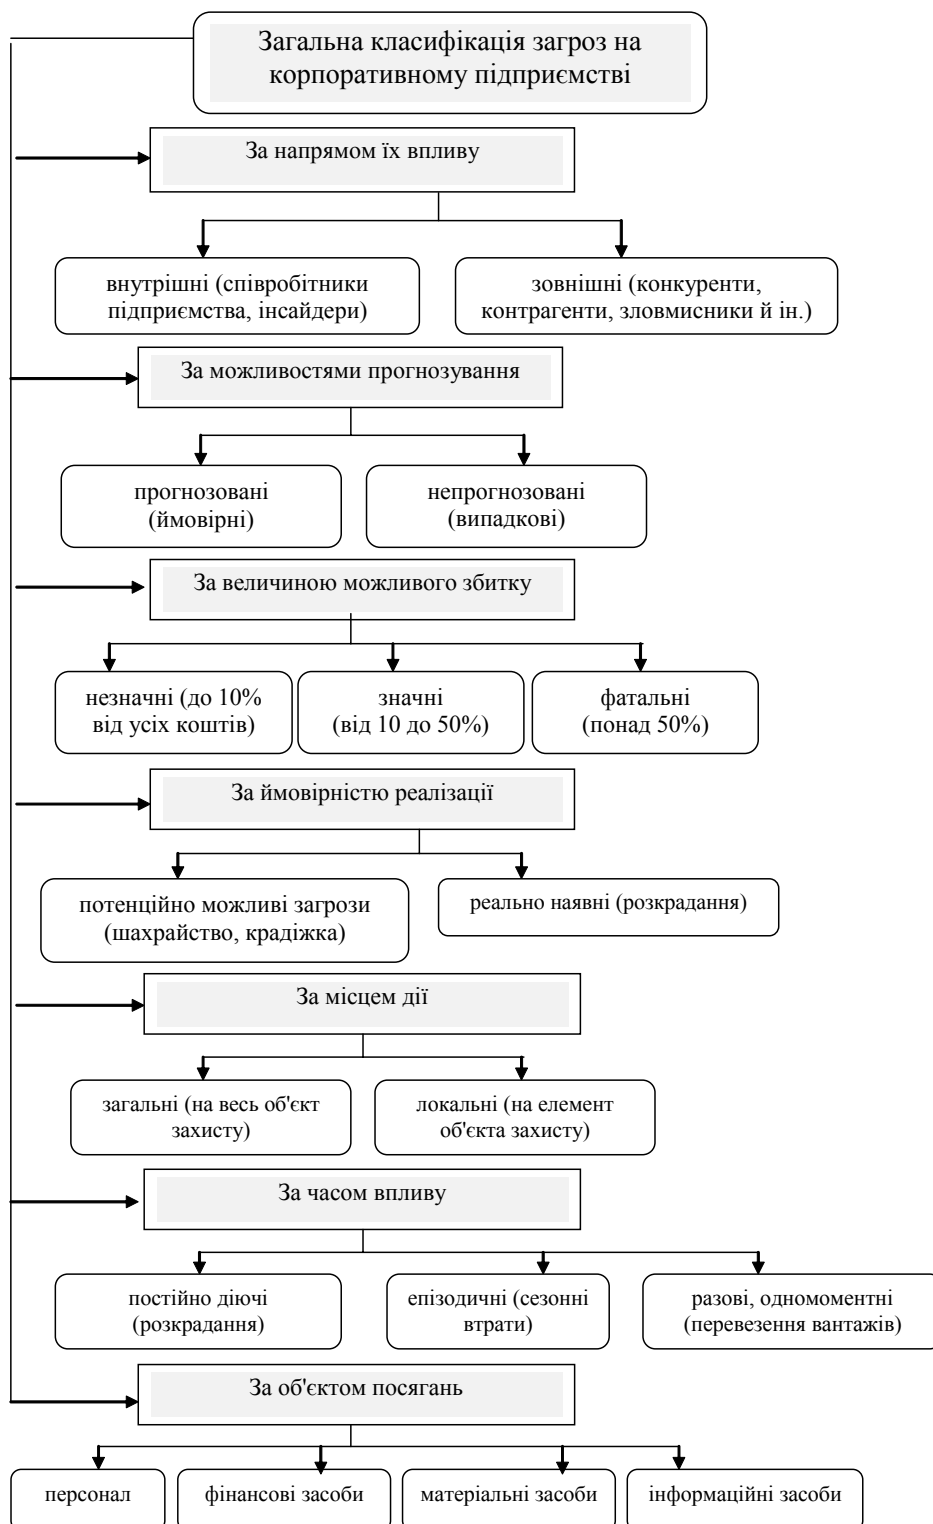 Загальна класифікація загроз на
корпоративному підприємстві
За напрямом їх впливу
внутрішні (співробітники
підприємства, інсайдери)
зовнішні (конкуренти,
контрагенти, зловмисники й ін.)
За можливостями прогнозування
прогнозовані
(ймовірні)
непрогнозовані
(випадкові)
За величиною можливого збитку
незначні (до 10%
від усіх коштів)
значні
(від 10 до 50%)
фатальні
(понад 50%)
За ймовірністю реалізації
потенційно можливі загрози
(шахрайство, крадіжка)
реально наявні (розкрадання)
За місцем дії
загальні (на весь об'єкт
захисту)
локальні (на елемент
об'єкта захисту)
За часом впливу
постійно діючі
(розкрадання)
епізодичні (сезонні
втрати)
разові, одномоментні
(перевезення вантажів)
За об'єктом посягань
персонал
фінансові засоби
матеріальні засоби
інформаційні засоби